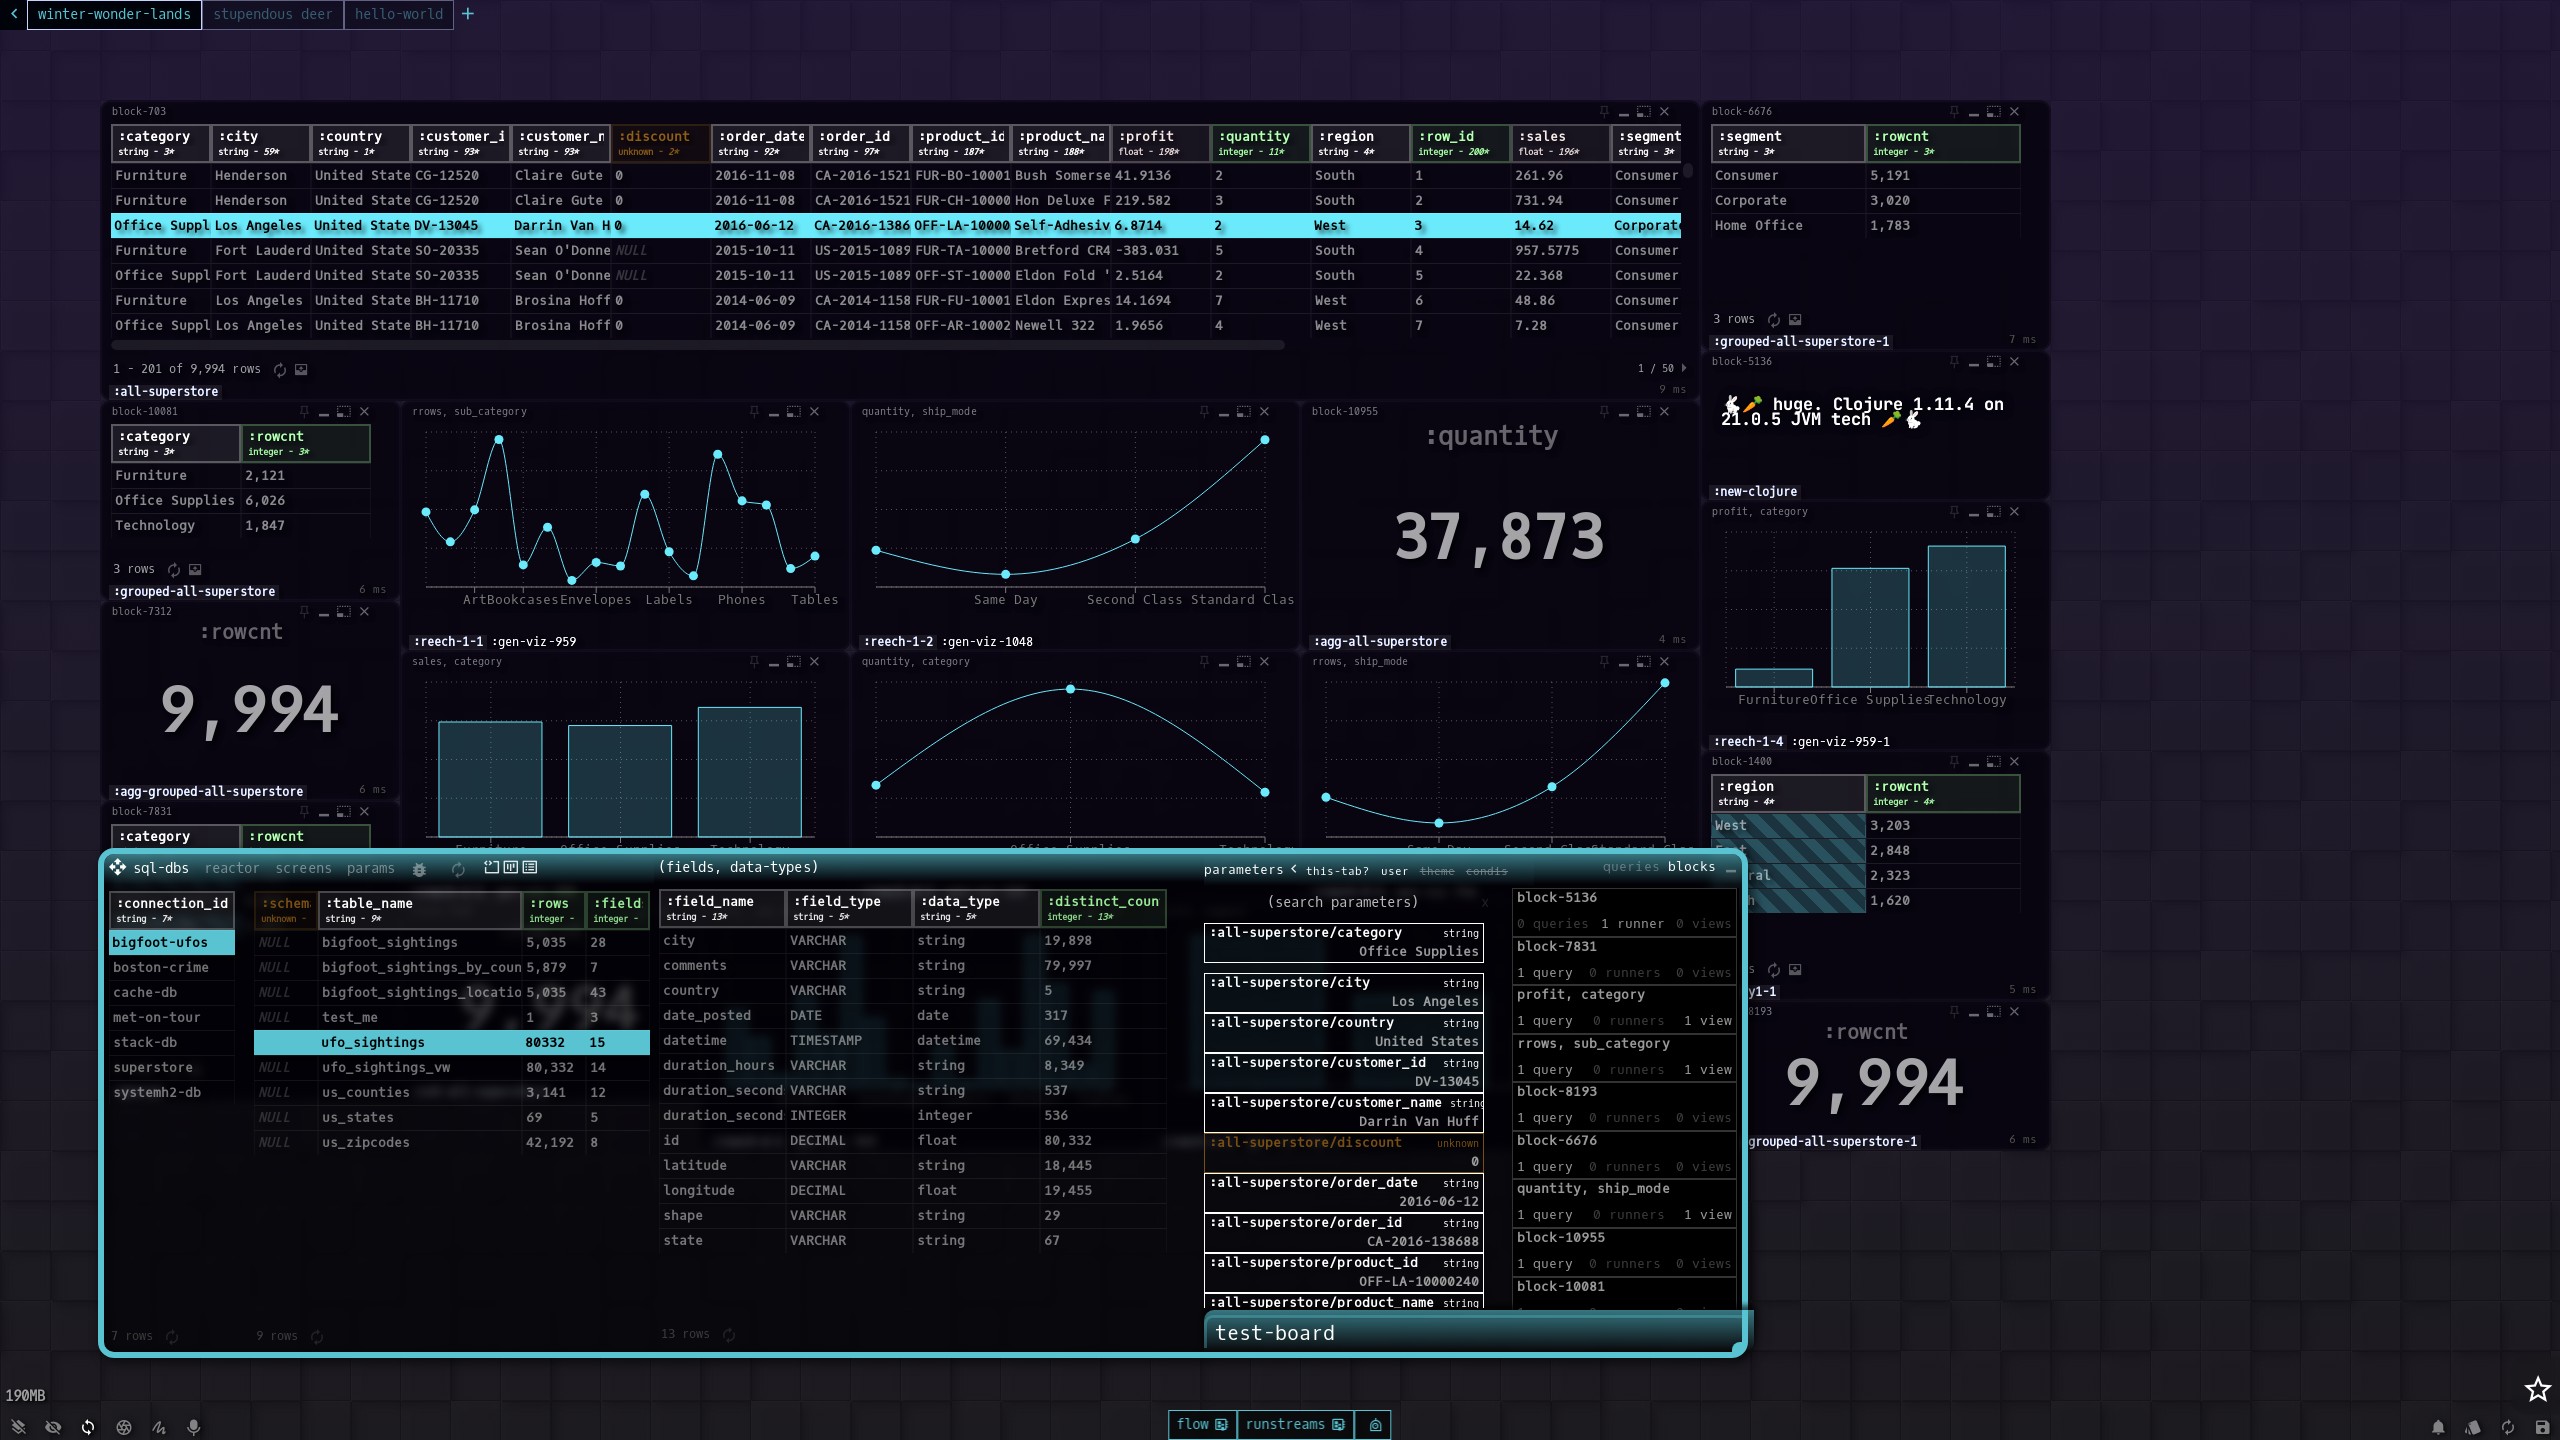 winter-wonder-lands stupendous deer hello-world +
block-703
:category :city :country :customer_i :customer_n :discount :order_date :order_id :product_id :product_na :profit :quantity :region :row_id :sales :segment
string - 3* string - 59* string - 1* string - 93* string - 93* unknown - 2* string - 92* string - 97* string - 187* string - 188* float - 198* integer - 11* string - 4* integer - 200* float - 196* string - 3*
Furniture Henderson United State CG-12520 Claire Gute 0 2016-11-08 CA-2016-1521 FUR-BO-10001 Bush Somerse 41.9136 2 South 1 261.96 Consumer
Furniture Henderson United State CG-12520 Claire Gute 0 2016-11-08 CA-2016-1521 FUR-CH-10000 Hon Deluxe F 219.582 3 South 2 731.94 Consumer
Office Suppl Los Angeles United State DV-13045 Darrin Van H 0 2016-06-12 CA-2016-1386 OFF-LA-10000 Self-Adhesiv 6.8714 2 West 3 14.62 Corporate
Furniture Fort Lauderd United State SO-20335 Sean O'Donne NULL 2015-10-11 US-2015-1089 FUR-TA-10000 Bretford CR4 -383.031 5 South 4 957.5775 Consumer
Office Suppl Fort Lauderd United State SO-20335 Sean O'Donne NULL 2015-10-11 US-2015-1089 OFF-ST-10000 Eldon Fold ' 2.5164 2 South 5 22.368 Consumer
Furniture Los Angeles United State BH-11710 Brosina Hoff 0 2014-06-09 CA-2014-1158 FUR-FU-10001 Eldon Expres 14.1694 7 West 6 48.86 Consumer
Office Suppl Los Angeles United State BH-11710 Brosina Hoff 0 2014-06-09 CA-2014-1158 OFF-AR-10002 Newell 322 1.9656 4 West 7 7.28 Consumer
1 - 201 of 9,994 rows 1 / 50
9 ms
:all-superstore
block-6676
:segment :rowcnt
string - 3* integer - 3*
Consumer 5,191
Corporate 3,020
Home Office 1,783
3 rows
:grouped-all-superstore-1 7 ms
block-5136
🐇🥕 huge. Clojure 1.11.4 on
21.0.5 JVM tech 🥕🐇
:new-clojure
block-10081
:category :rowcnt
string - 3* integer - 3*
Furniture 2,121
Office Supplies 6,026
Technology 1,847
3 rows
:grouped-all-superstore 6 ms
rrows, sub_category
Art Bookcases Envelopes Labels Phones Tables
:reech-1-1 :gen-viz-959
quantity, ship_mode
Same Day Second Class Standard Clas
:reech-1-2 :gen-viz-1048
block-10955
:quantity
37,873
:agg-all-superstore 4 ms
profit, category
Furniture Office Supplies Technology
:reech-1-4 :gen-viz-959-1
block-7312
:rowcnt
9,994
:agg-grouped-all-superstore 6 ms
sales, category
quantity, category
rrows, ship_mode
block-1400
:region :rowcnt
string - 4* integer - 4*
West 3,203
2,848
ral 2,323
1,620
y1-1 5 ms
block-7831
:category :rowcnt
8193
:rowcnt
9,994
grouped-all-superstore-1 6 ms
sql-dbs reactor screens params
:connection_id
string - 7*
bigfoot-ufos
boston-crime
cache-db
met-on-tour
stack-db
superstore
systemh2-db
7 rows
:schem :table_name :rows :field
unknown - string - 9* integer - integer -
NULL bigfoot_sightings 5,035 28
NULL bigfoot_sightings_by_coun 5,879 7
NULL bigfoot_sightings_locatio 5,035 43
NULL test_me 1 3
ufo_sightings 80332 15
NULL ufo_sightings_vw 80,332 14
NULL us_counties 3,141 12
NULL us_states 69 5
NULL us_zipcodes 42,192 8
9 rows
(fields, data-types)
:field_name :field_type :data_type :distinct_coun
string - 13* string - 5* string - 5* integer - 13*
city VARCHAR string 19,898
comments VARCHAR string 79,997
country VARCHAR string 5
date_posted DATE date 317
datetime TIMESTAMP datetime 69,434
duration_hours VARCHAR string 8,349
duration_second VARCHAR string 537
duration_second INTEGER integer 536
id DECIMAL float 80,332
latitude VARCHAR string 18,445
longitude DECIMAL float 19,455
shape VARCHAR string 29
state VARCHAR string 67
13 rows
parameters < this-tab? user theme condis
(search parameters) x
:all-superstore/category string
Office Supplies
:all-superstore/city string
Los Angeles
:all-superstore/country string
United States
:all-superstore/customer_id string
DV-13045
:all-superstore/customer_name string
Darrin Van Huff
:all-superstore/discount unknown
0
:all-superstore/order_date string
2016-06-12
:all-superstore/order_id string
CA-2016-138688
:all-superstore/product_id string
OFF-LA-10000240
:all-superstore/product_name string
queries blocks
block-5136
0 queries 1 runner 0 views
block-7831
1 query 0 runners 0 views
profit, category
1 query 0 runners 1 view
rrows, sub_category
1 query 0 runners 1 view
block-8193
1 query 0 runners 0 views
block-6676
1 query 0 runners 0 views
quantity, ship_mode
1 query 0 runners 1 view
block-10955
1 query 0 runners 0 views
block-10081
test-board
190MB
flow runstreams